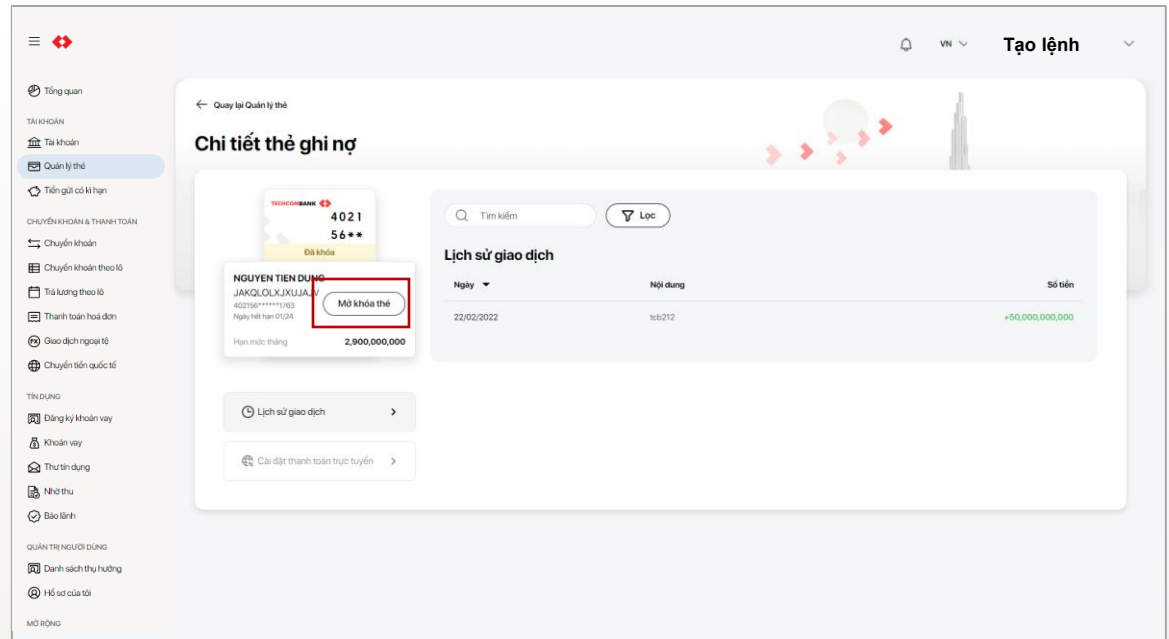 VN
Tạo lệnh
Tổng quan
TÀI KHOẢN
Tài khoản
Quản lý thẻ
Tiền gửi có kì hạn
CHUYỂN KHOẢN & THANH TOÁN
Chuyển khoản
Chuyển khoản theo lô
Trả lương theo lô
Thanh toán hoá đơn
Giao dịch ngoại tệ
Chuyển tiền quốc tế
TÍN DỤNG
Đăng ký khoản vay
Khoản vay
Thư tín dụng
Nhờ thu
Bảo lãnh
QUẢN TRỊ NGƯỜI DÙNG
Danh sách thụ hưởng
Hồ sơ của tôi
MỞ RỘNG
Quay lại Quản lý thẻ
Chi tiết thẻ ghi nợ
TECHCOMBANK
4021
56**
Đã khóa
NGUYEN TIEN DUNG
JAKQLOLXJXUJAJV
402156******1763
Ngày hết hạn 01/24
Mở khóa thẻ
Hạn mức tháng 2,900,000,000
Lịch sử giao dịch
Cài đặt thanh toán trực tuyến
Tìm kiếm
Lọc
Lịch sử giao dịch
Ngày Nội dung Số tiền
22/02/2022 tcb212 +50,000,000,000